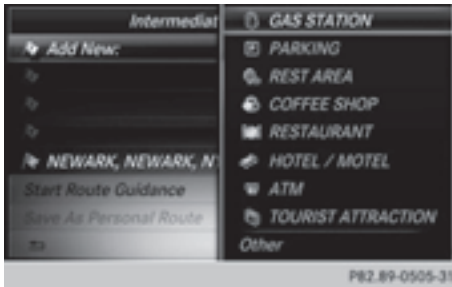 Intermediat
Add New:
NEWARK, NEWARK, N
Start Route Guidance
Save As Personal Route
GAS STATION
PARKING
REST AREA
COFFEE SHOP
RESTAURANT
HOTEL / MOTEL
ATM
TOURIST ATTRACTION
Other
P82.89-0505-31